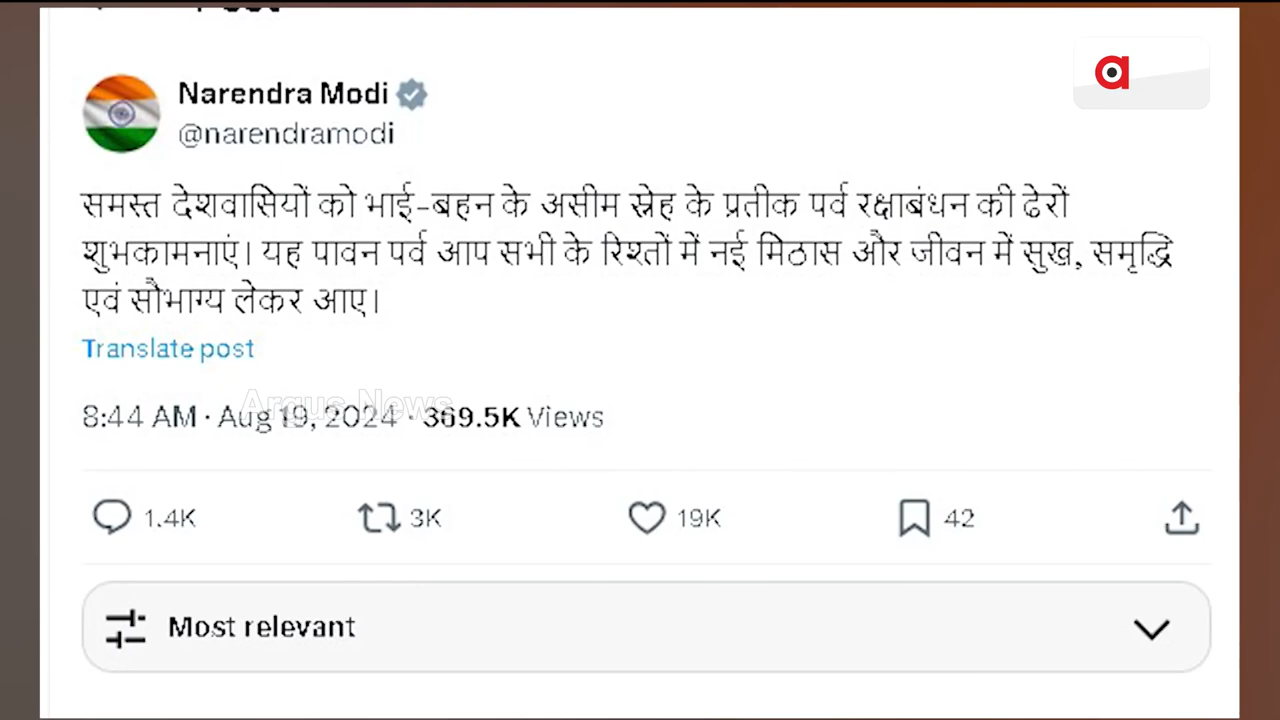 Narendra Modi
@narendramodi
समस्त देशवासियों को भाई-बहन के असीम स्नेह के प्रतीक पर्व रक्षाबंधन की ढेरों
शुभकामनाएं। यह पावन पर्व आप सभी के रिश्तों में नई मिठास और जीवन में सुख, समृद्धि
एवं सौभाग्य लेकर आए।
Translate post
Argus News
8:44 AM · Aug 19, 2024 · 369.5K Views
1.4K 3K 19K 42
Most relevant